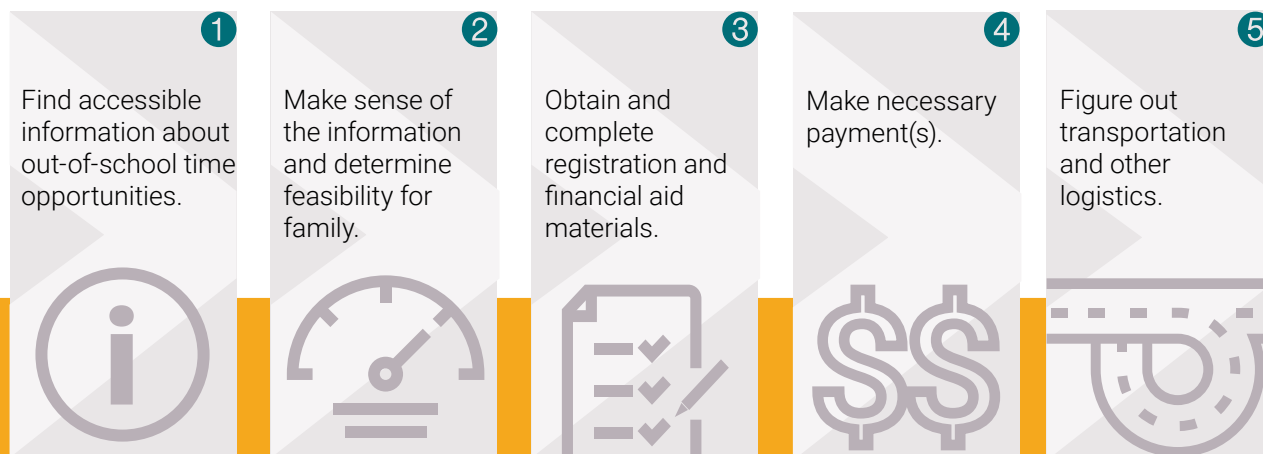 1
Find accessible
information about
out-of-school time
opportunities.
2
Make sense of
the information
and determine
feasibility for
family.
3
Obtain and
complete
registration and
financial aid
materials.
4
Make necessary
payment(s).
5
Figure out
transportation
and other
logistics.
i
$$